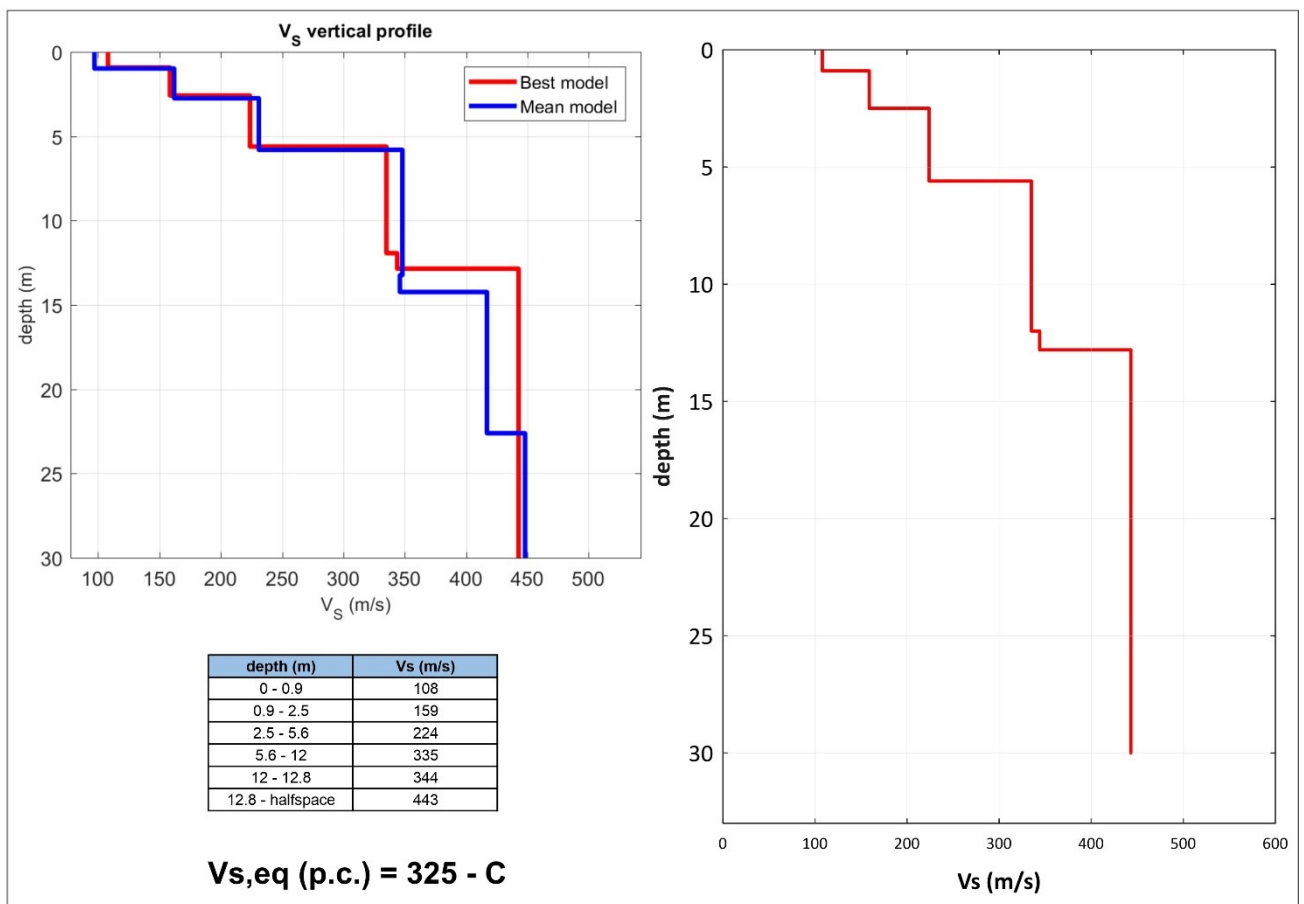 V_S vertical profile
Best model
Mean model
0
5
10
15
20
25
30
depth (m)
100 150 200 250 300 350 400 450 500
V_S (m/s)
depth (m) Vs (m/s)
0 - 0.9 108
0.9 - 2.5 159
2.5 - 5.6 224
5.6 - 12 335
12 - 12.8 344
12.8 - halfspace 443
Vs,eq (p.c.) = 325 - C
0
5
10
15
20
25
30
depth (m)
0 100 200 300 400 500 600
Vs (m/s)